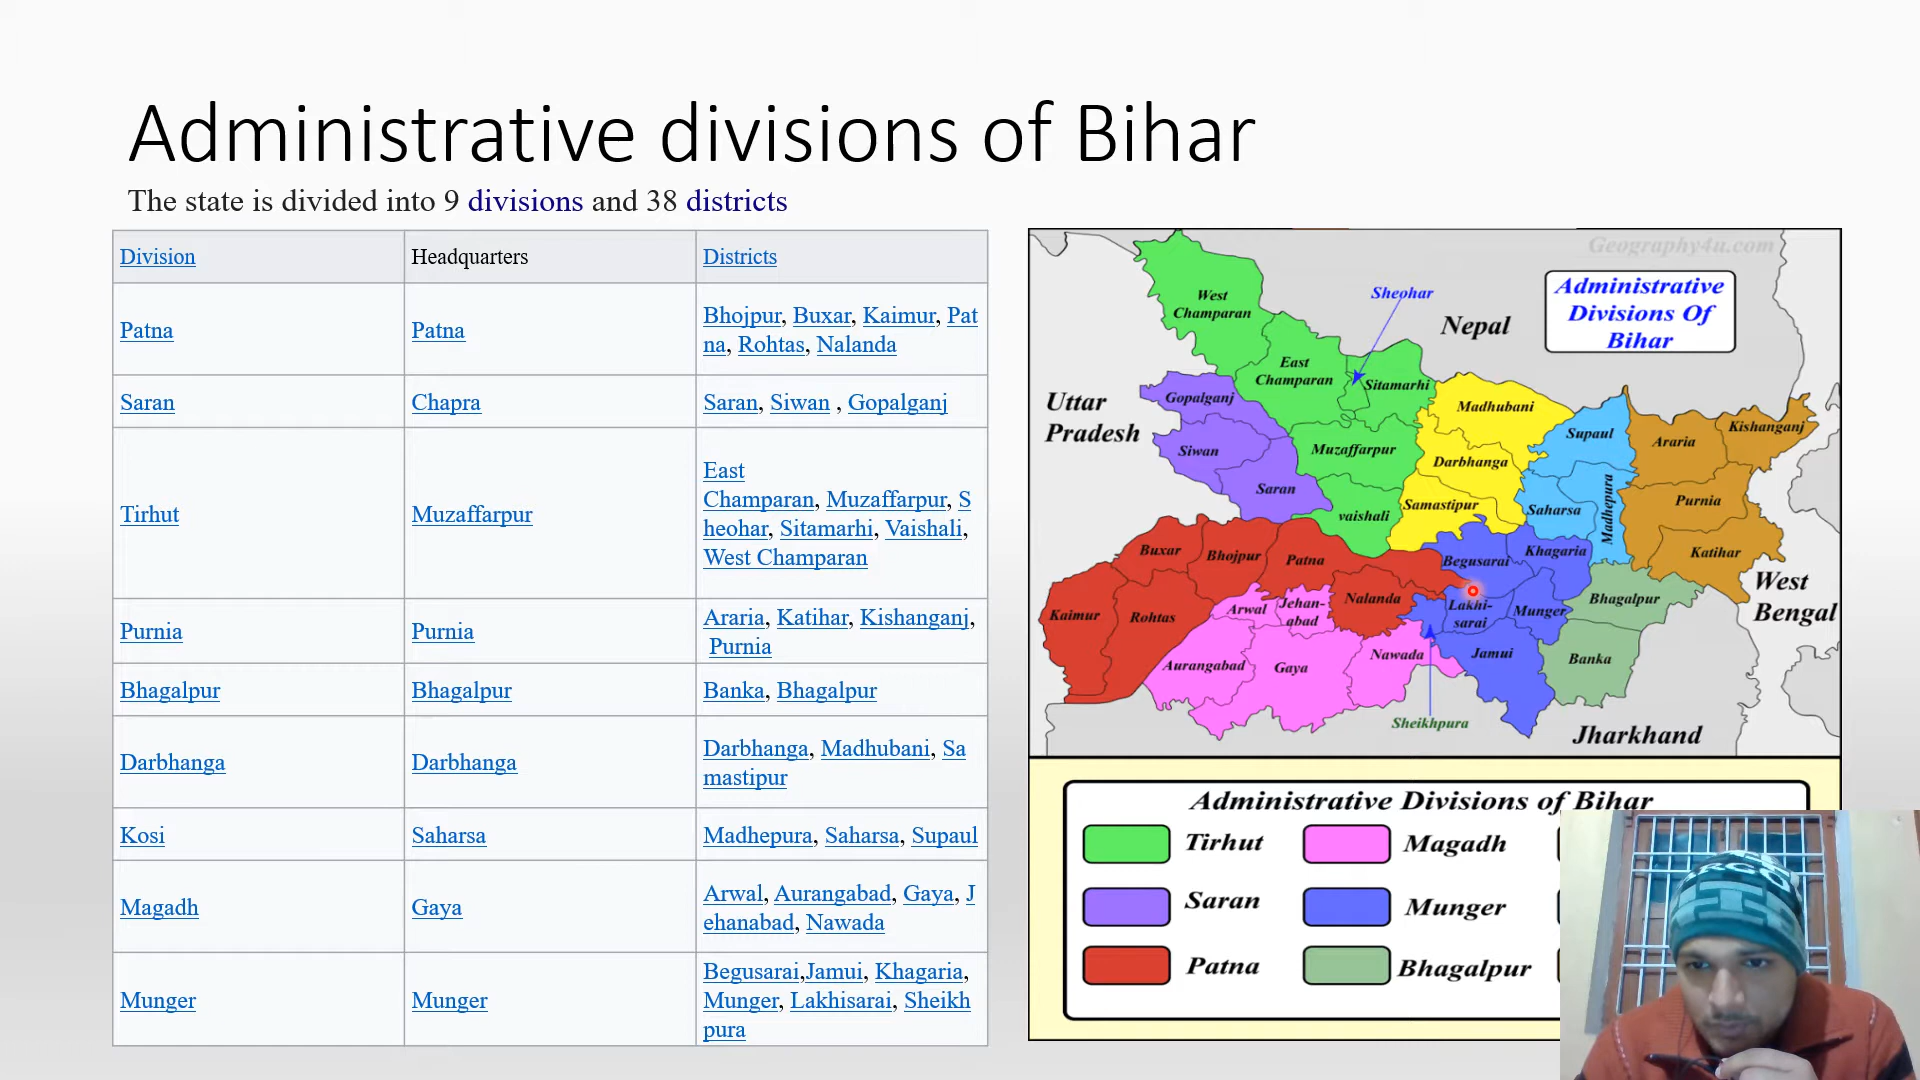 Administrative divisions of Bihar
The state is divided into 9 divisions and 38 districts
Division Headquarters Districts
Patna Patna Bhojpur, Buxar, Kaimur, Pat
na, Rohtas, Nalanda
Saran Chapra Saran, Siwan , Gopalganj
Tirhut Muzaffarpur East
Champaran, Muzaffarpur, S
heohar, Sitamarhi, Vaishali,
West Champaran
Purnia Purnia Araria, Katihar, Kishanganj,
Purnia
Bhagalpur Bhagalpur Banka, Bhagalpur
Darbhanga Darbhanga Darbhanga, Madhubani, Sa
mastipur
Kosi Saharsa Madhepura, Saharsa, Supaul
Magadh Gaya Arwal, Aurangabad, Gaya, J
ehanabad, Nawada
Munger Munger Begusarai,Jamui, Khagaria,
Munger, Lakhisarai, Sheikh
pura
Geography4u.com
Administrative
Divisions Of
Bihar
Nepal
Sheohar
West
Champaran
East
Champaran
Sitamarhi
Uttar
Pradesh
Gopalganj
Siwan
Saran
Muzaffarpur
vaishali
Madhubani
Darbhanga
Samastipur
Supaul
Saharsa
Madhepura
Araria
Kishanganj
Purnia
Katihar
Buxar
Bhojpur
Patna
Kaimur
Rohtas
Nalanda
Arwal
Jehan-
abad
Aurangabad
Gaya
Nawada
Begusarai
Khagaria
Lakhi-
sarai
Munger
Jamui
Sheikhpura
Bhagalpur
Banka
West
Bengal
Jharkhand
Administrative Divisions of Bihar
Tirhut Magadh
Saran Munger
Patna Bhagalpur